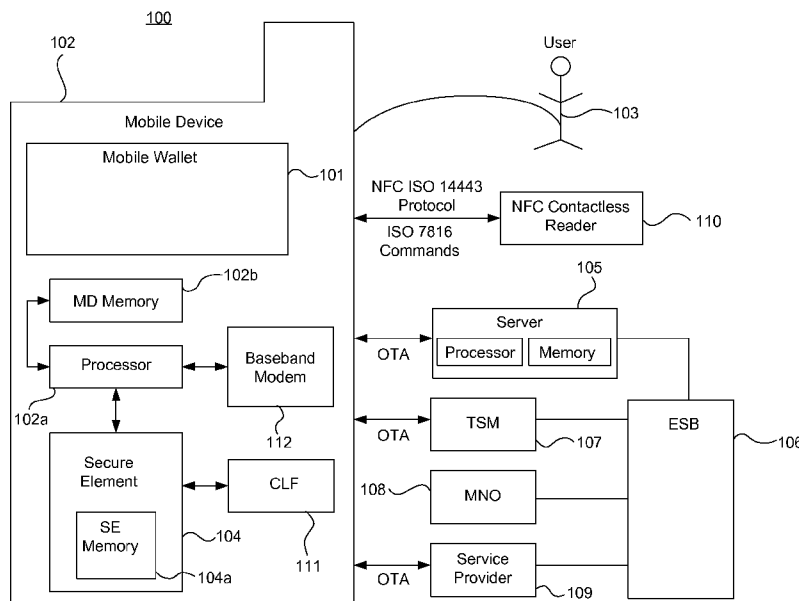 100
102
User
Mobile Device
103
Mobile Wallet
101
NFC ISO 14443
Protocol
ISO 7816
Commands
NFC Contactless
Reader
110
102b
MD Memory
105
Server
Processor
Memory
OTA
Processor
102a
Baseband
Modem
112
TSM
107
OTA
ESB
106
Secure
Element
SE
Memory
104
104a
CLF
111
108
MNO
Service
Provider
109
OTA